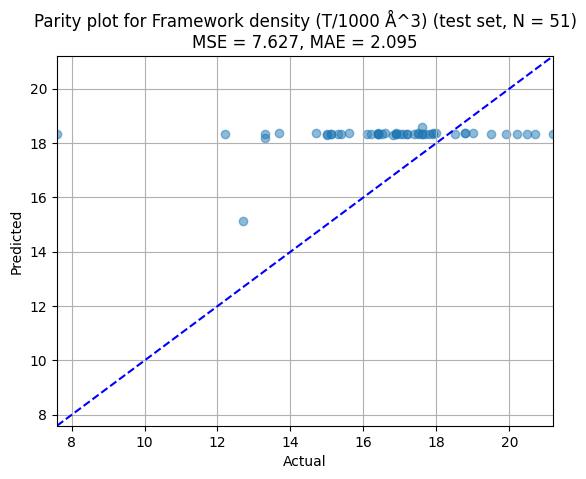 Parity plot for Framework density (T/1000 Å^3) (test set, N = 51)
MSE = 7.627, MAE = 2.095
20
18
16
14
12
10
8
Predicted
8 10 12 14 16 18 20
Actual